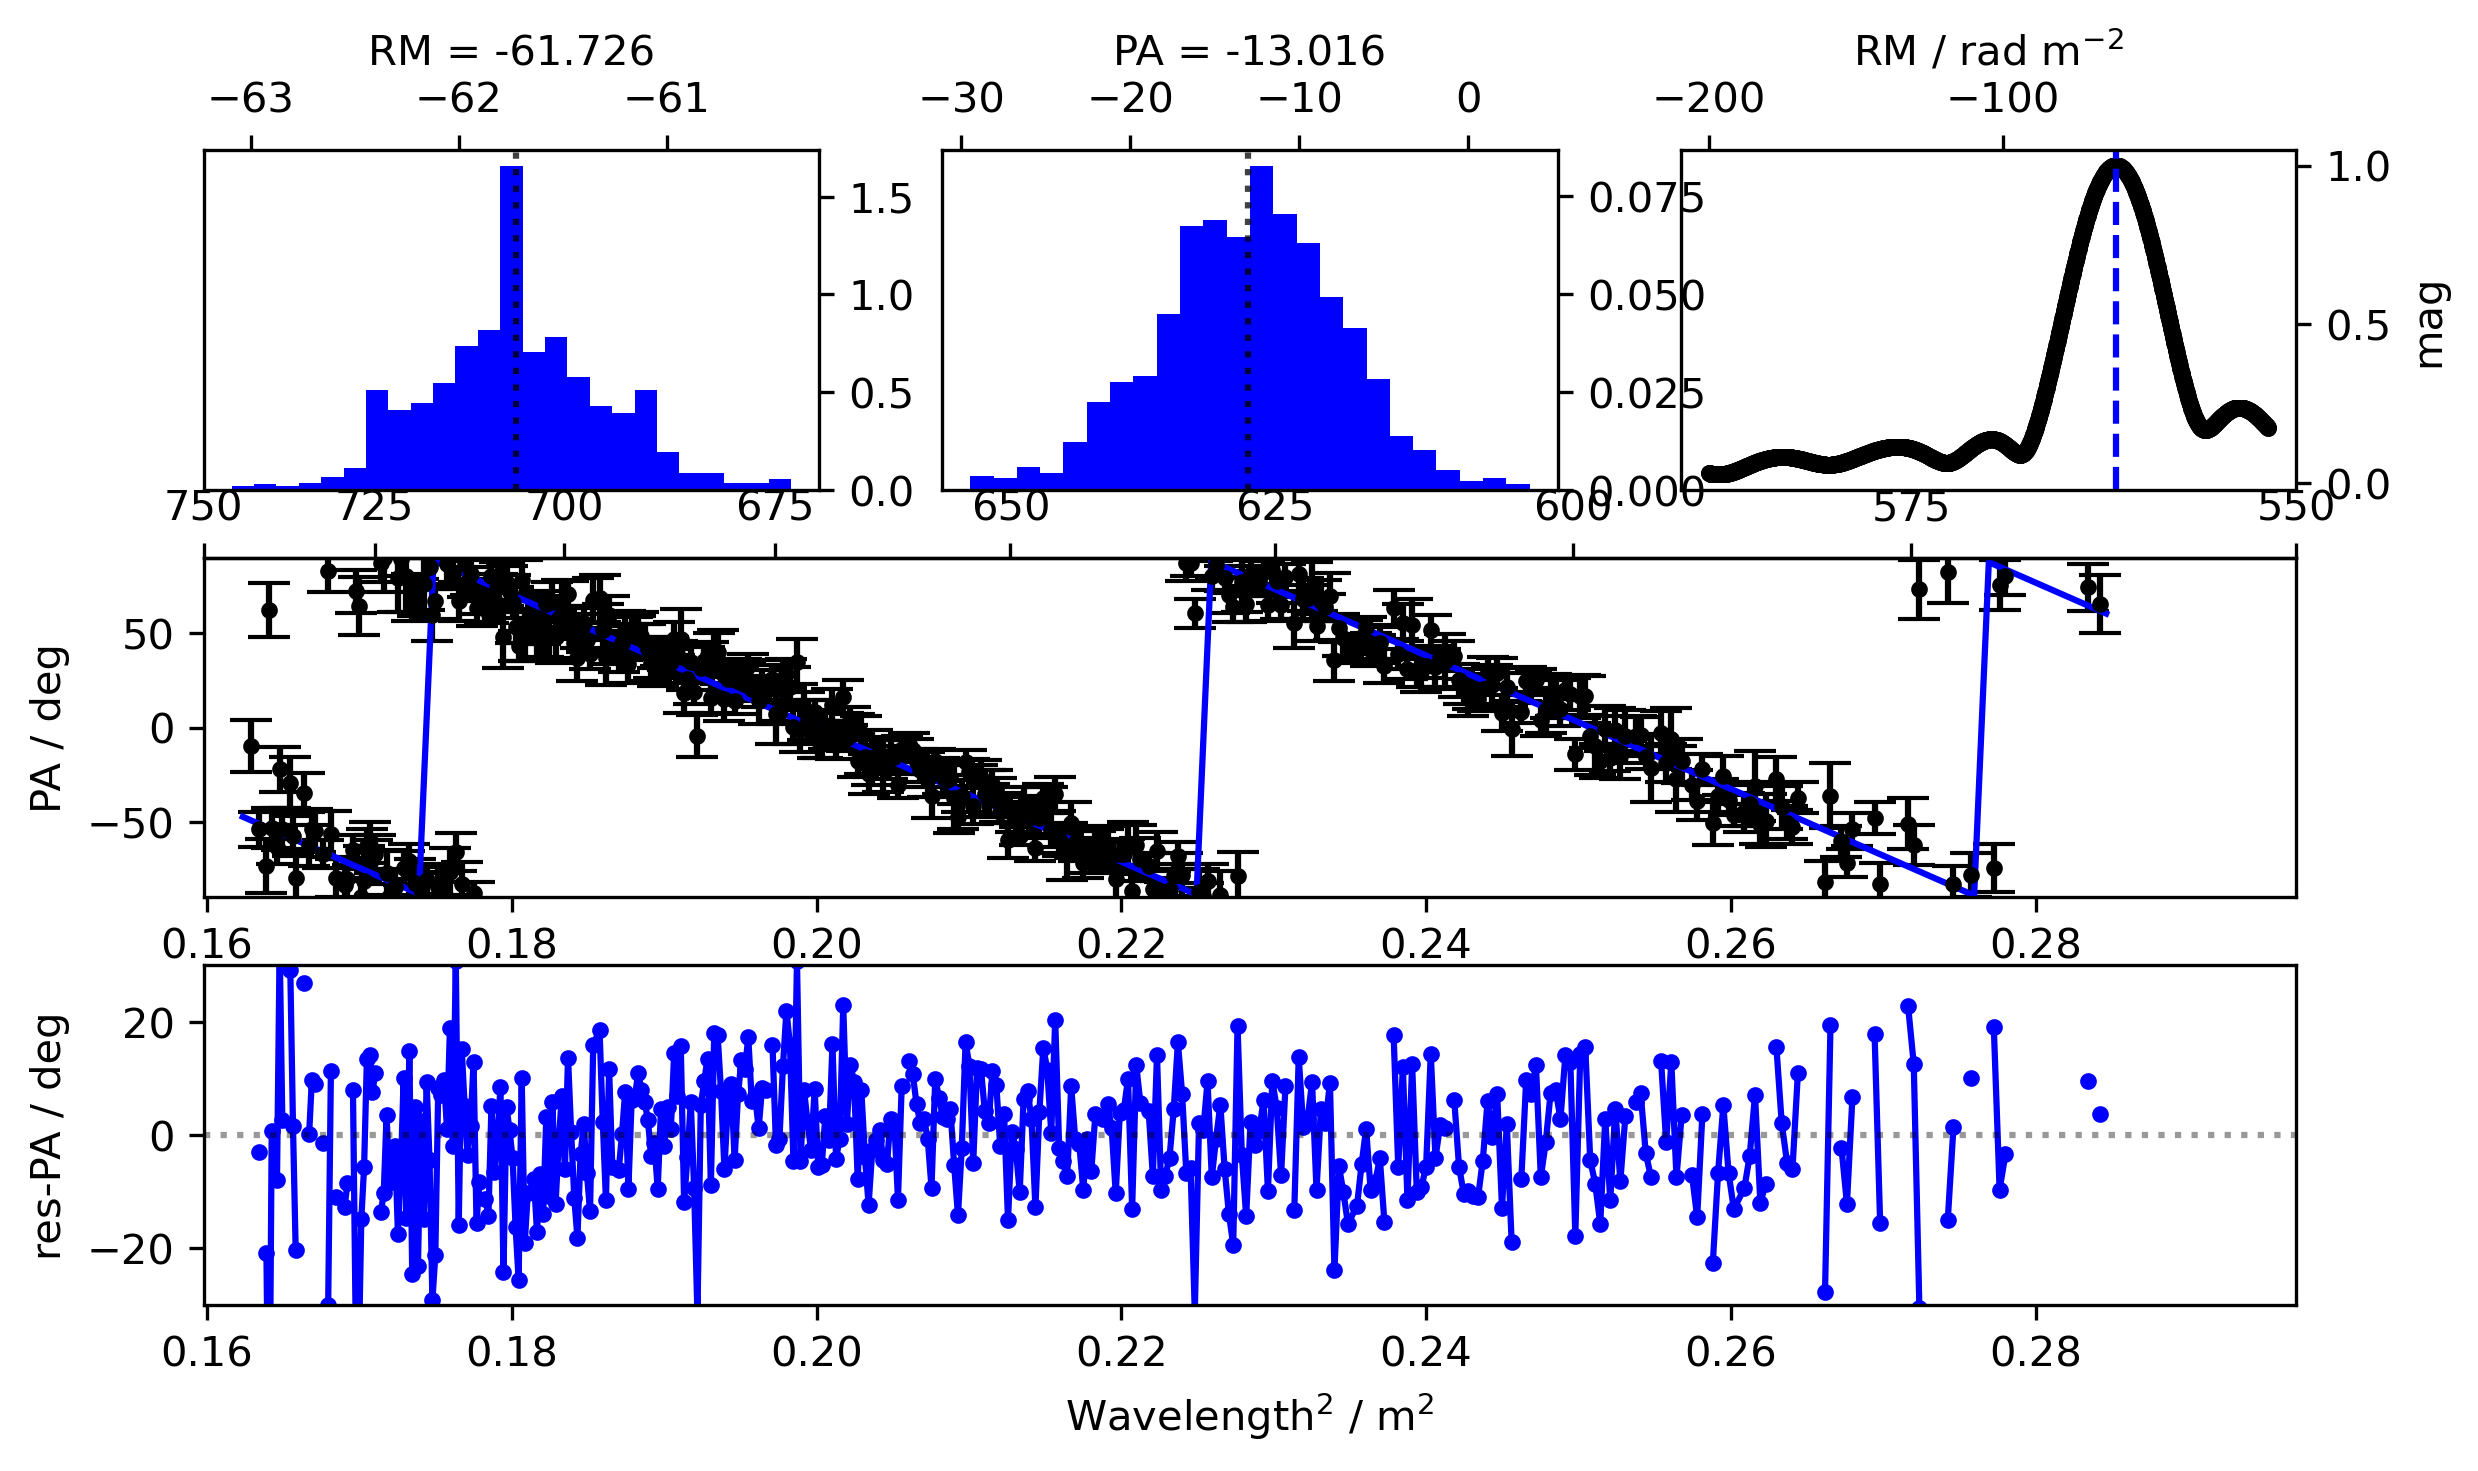 RM = -61.726 PA = -13.016 RM / rad m⁻²
−63 −62 −61 −30 −20 −10 0 −200 −100
1.5 0.075 1.0
1.0 0.050 0.5 mag
0.5 0.025
0.0 0.000 0.0
750 725 700 675 650 625 600 575 550
PA / deg
50
0
−50
0.16 0.18 0.20 0.22 0.24 0.26 0.28
res-PA / deg
20
0
−20
0.16 0.18 0.20 0.22 0.24 0.26 0.28
Wavelength² / m²